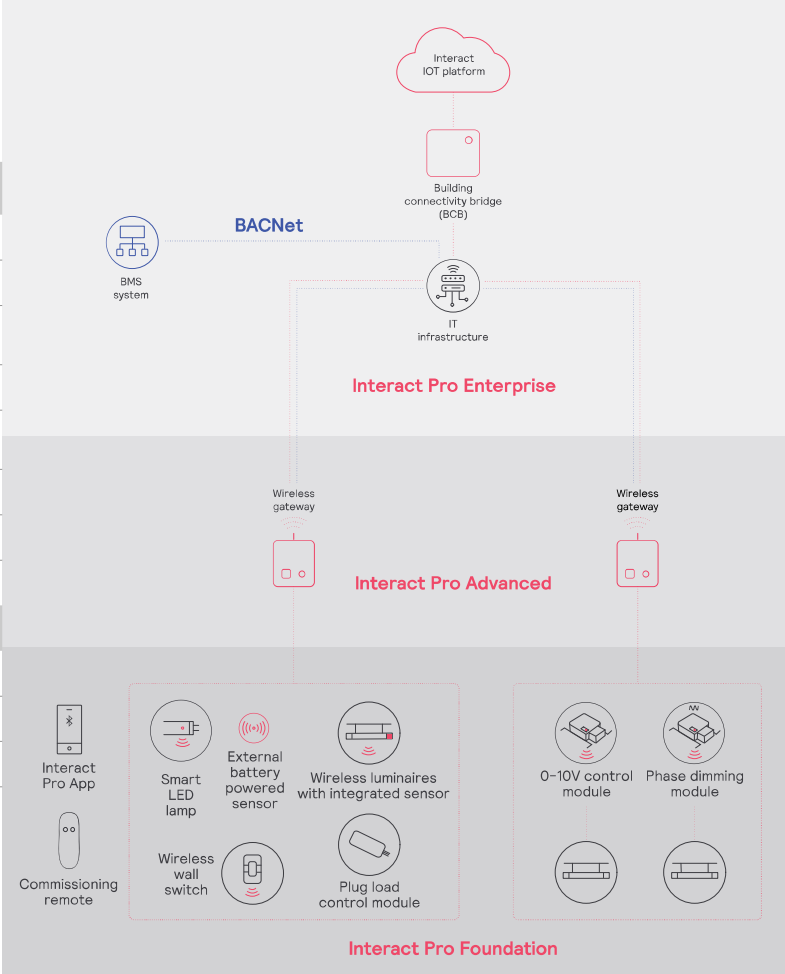 Interact
IOT platform
Building
connectivity bridge
(BCB)
BACNet
BMS
system
IT
infrastructure
Interact Pro Enterprise
Wireless
gateway
Wireless
gateway
Interact Pro Advanced
Interact
Pro App
Smart
LED
lamp
External
battery
powered
sensor
Wireless luminaires
with integrated sensor
0-10V control
module
Phase dimming
module
Commissioning
remote
Wireless
wall
switch
Plug load
control module
Interact Pro Foundation